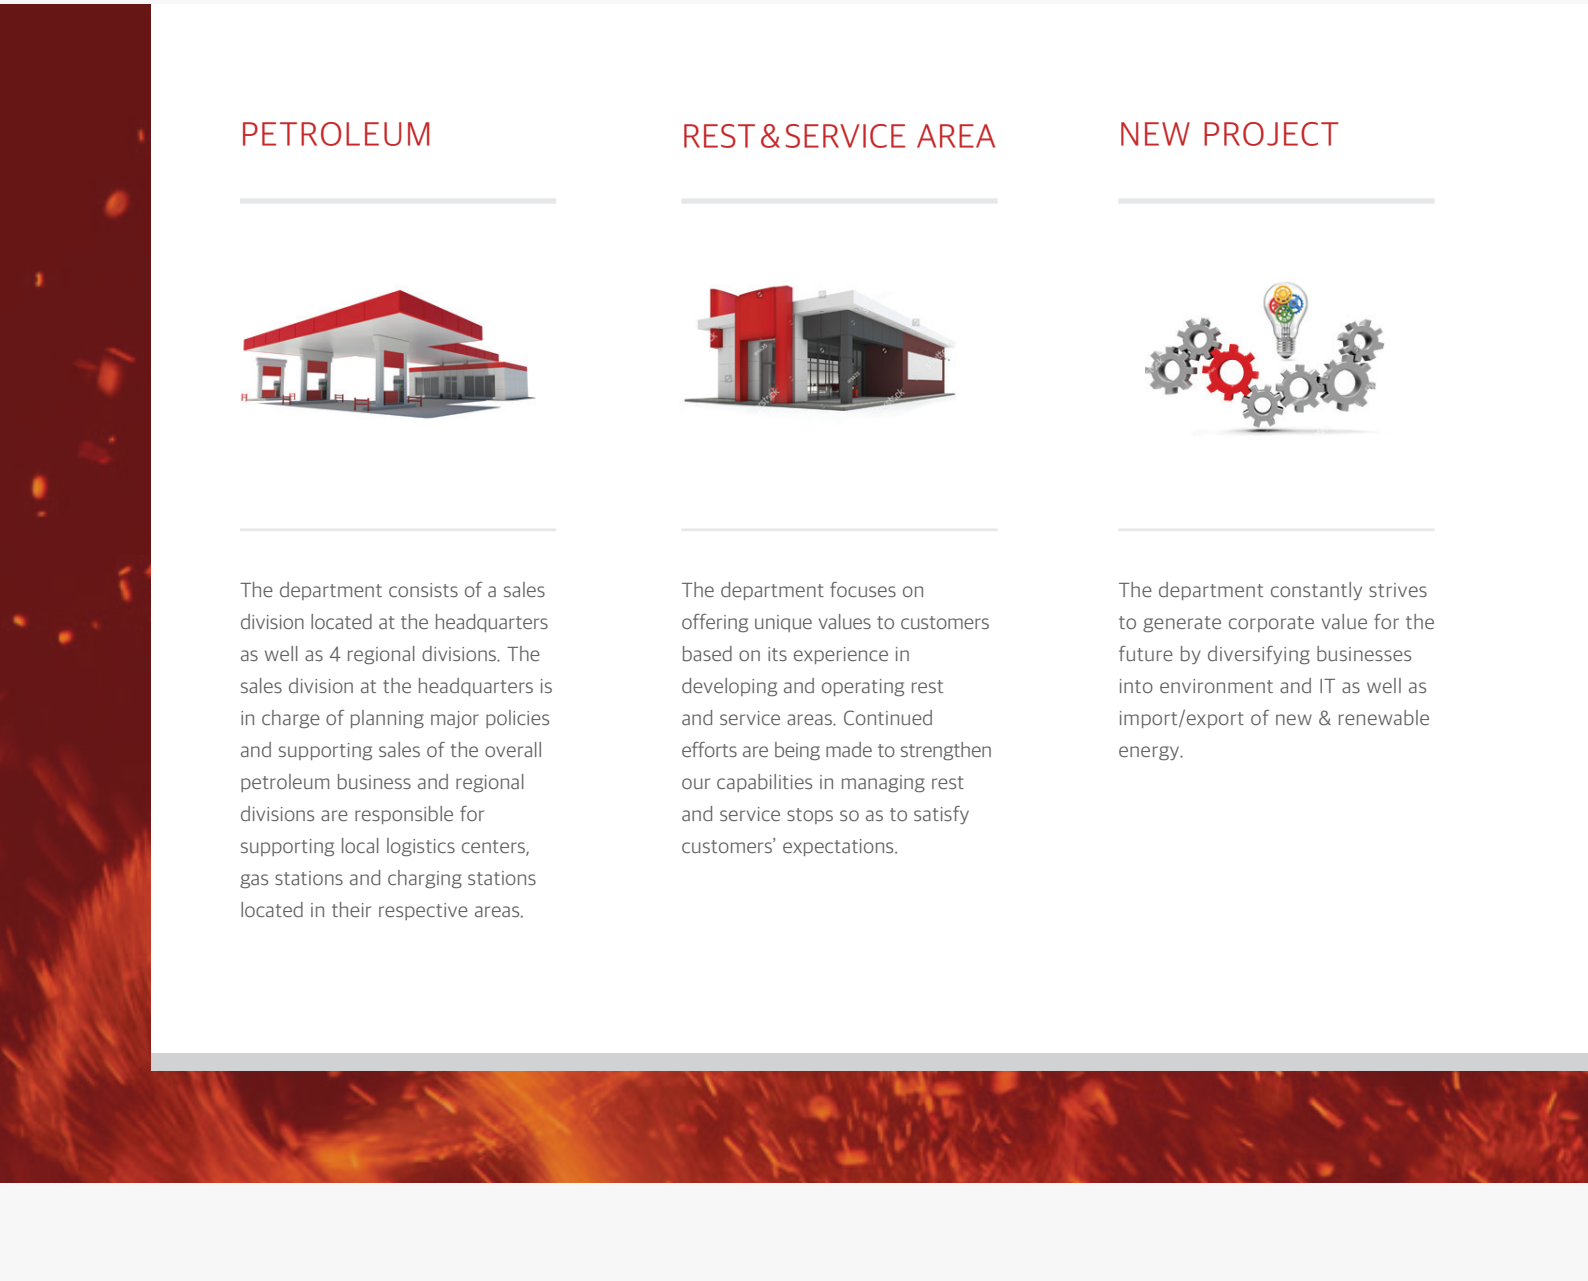 PETROLEUM
The department consists of a sales
division located at the headquarters
as well as 4 regional divisions. The
sales division at the headquarters is
in charge of planning major policies
and supporting sales of the overall
petroleum business and regional
divisions are responsible for
supporting local logistics centers,
gas stations and charging stations
located in their respective areas.
REST & SERVICE AREA
The department focuses on
offering unique values to customers
based on its experience in
developing and operating rest
and service areas. Continued
efforts are being made to strengthen
our capabilities in managing rest
and service stops so as to satisfy
customers’ expectations.
NEW PROJECT
The department constantly strives
to generate corporate value for the
future by diversifying businesses
into environment and IT as well as
import/export of new & renewable
energy.